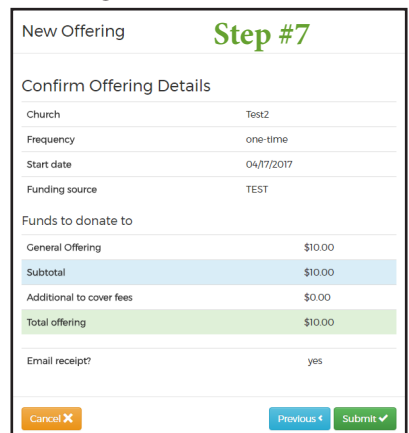 New Offering
Step #7
Confirm Offering Details
Church Test2
Frequency one-time
Start date 04/17/2017
Funding source TEST
Funds to donate to
General Offering $10.00
Subtotal $10.00
Additional to cover fees $0.00
Total offering $10.00
Email receipt? yes
Cancel Previous Submit